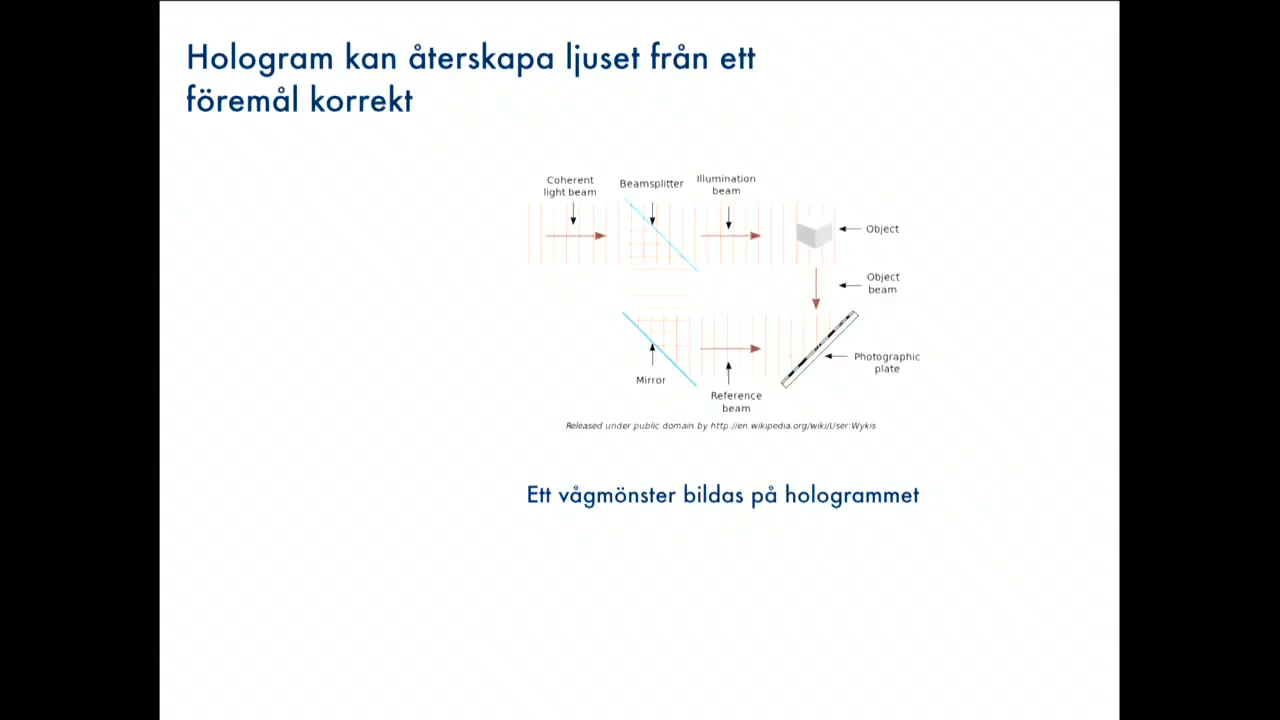 Hologram kan återskapa ljuset från ett
föremål korrekt
Coherent
light beam
Beamsplitter
Illumination
beam
Object
Object
beam
Mirror
Reference
beam
Photographic
plate
Released under public domain by http://en.wikipedia.org/wiki/User:Wykis
Ett vågmönster bildas på hologrammet